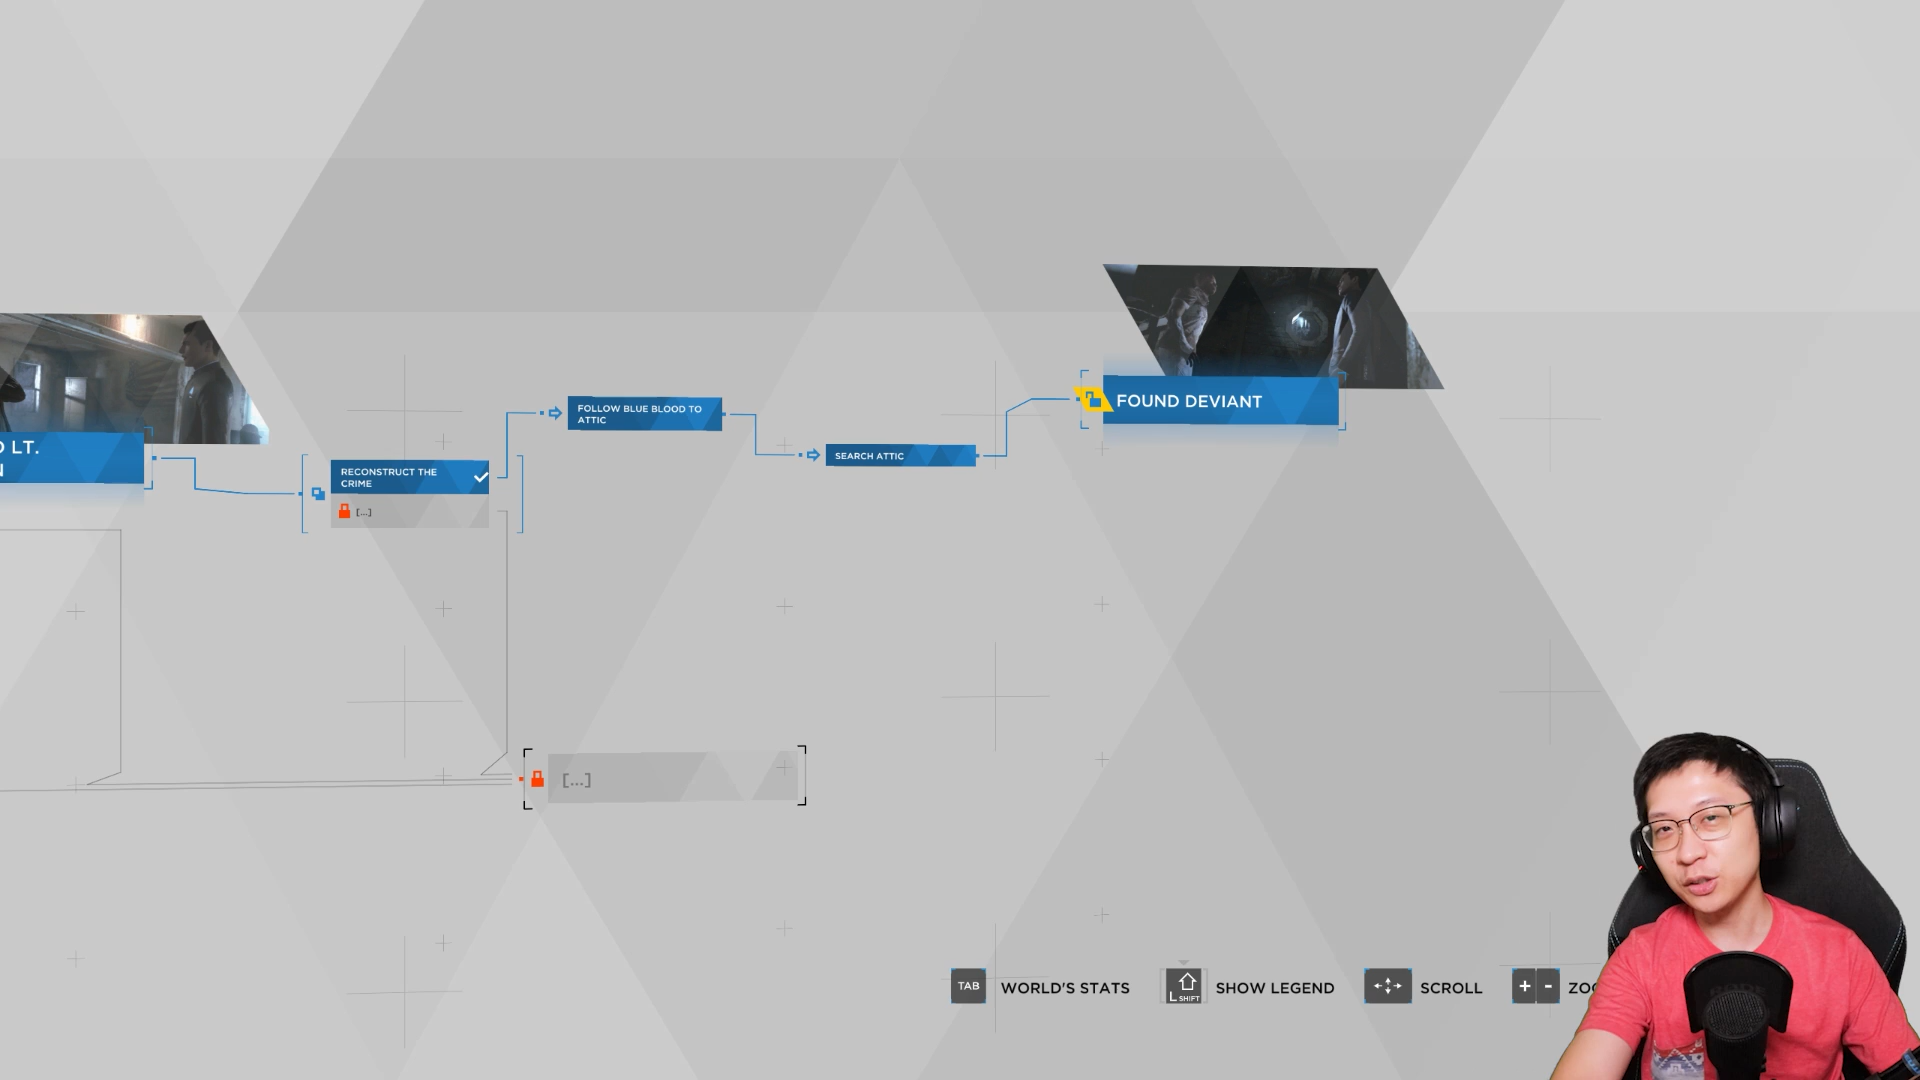 LT.
RECONSTRUCT THE
CRIME
[...]
FOLLOW BLUE BLOOD TO
ATTIC
SEARCH ATTIC
FOUND DEVIANT
[...]
TAB WORLD'S STATS
L SHIFT SHOW LEGEND
SCROLL
+ -